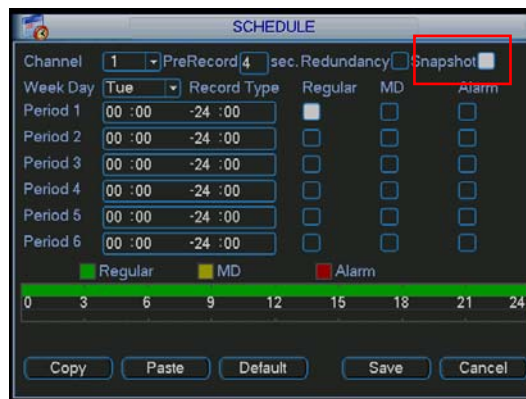 SCHEDULE
Channel 1 PreRecord 4 sec. Redundancy Snapshot
Week Day Tue Record Type Regular MD Alarm
Period 1 00 :00 -24 :00
Period 2 00 :00 -24 :00
Period 3 00 :00 -24 :00
Period 4 00 :00 -24 :00
Period 5 00 :00 -24 :00
Period 6 00 :00 -24 :00
Regular MD Alarm
0 3 6 9 12 15 18 21 24
Copy Paste Default Save Cancel